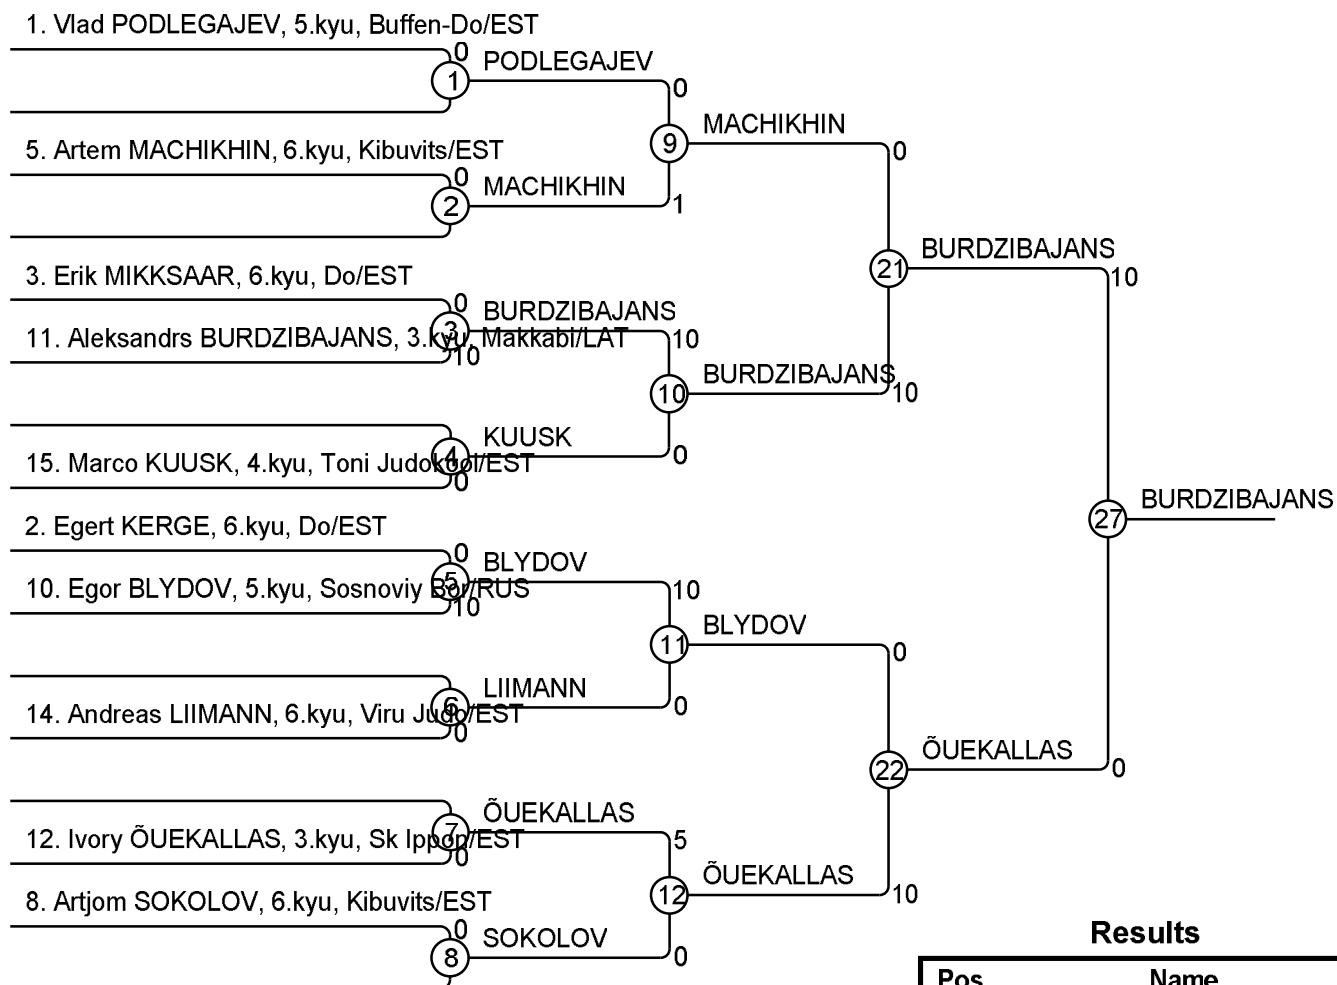 1. Vlad PODLEGAJEV, 5.kyu, Buffen-Do/EST
0
1
PODLEGAJEV
0
5. Artem MACHIKHIN, 6.kyu, Kibuvits/EST
0
2
MACHIKHIN
1
9
MACHIKHIN
0
3. Erik MIKKSAAR, 6.kyu, Do/EST
0
3
BURDZIBAJANS
10
11. Aleksandrs BURDZIBAJANS, 3.kyu, Makkabi/LAT
10
10
BURDZIBAJANS
10
4
KUUSK
0
15. Marco KUUSK, 4.kyu, Toni Judokool/EST
0
21
BURDZIBAJANS
10
2. Egert KERGE, 6.kyu, Do/EST
0
5
BLYDOV
10
10. Egor BLYDOV, 5.kyu, Sosnoviy Bor/RUS
10
11
BLYDOV
0
6
LIIMANN
0
14. Andreas LIIMANN, 6.kyu, Viru Judo/EST
0
27
BURDZIBAJANS
22
ÕUEKALLAS
0
7
ÕUEKALLAS
5
12. Ivory ÕUEKALLAS, 3.kyu, Sk Ippon/EST
0
12
ÕUEKALLAS
10
8. Artjom SOKOLOV, 6.kyu, Kibuvits/EST
0
8
SOKOLOV
0
Results
Pos Name